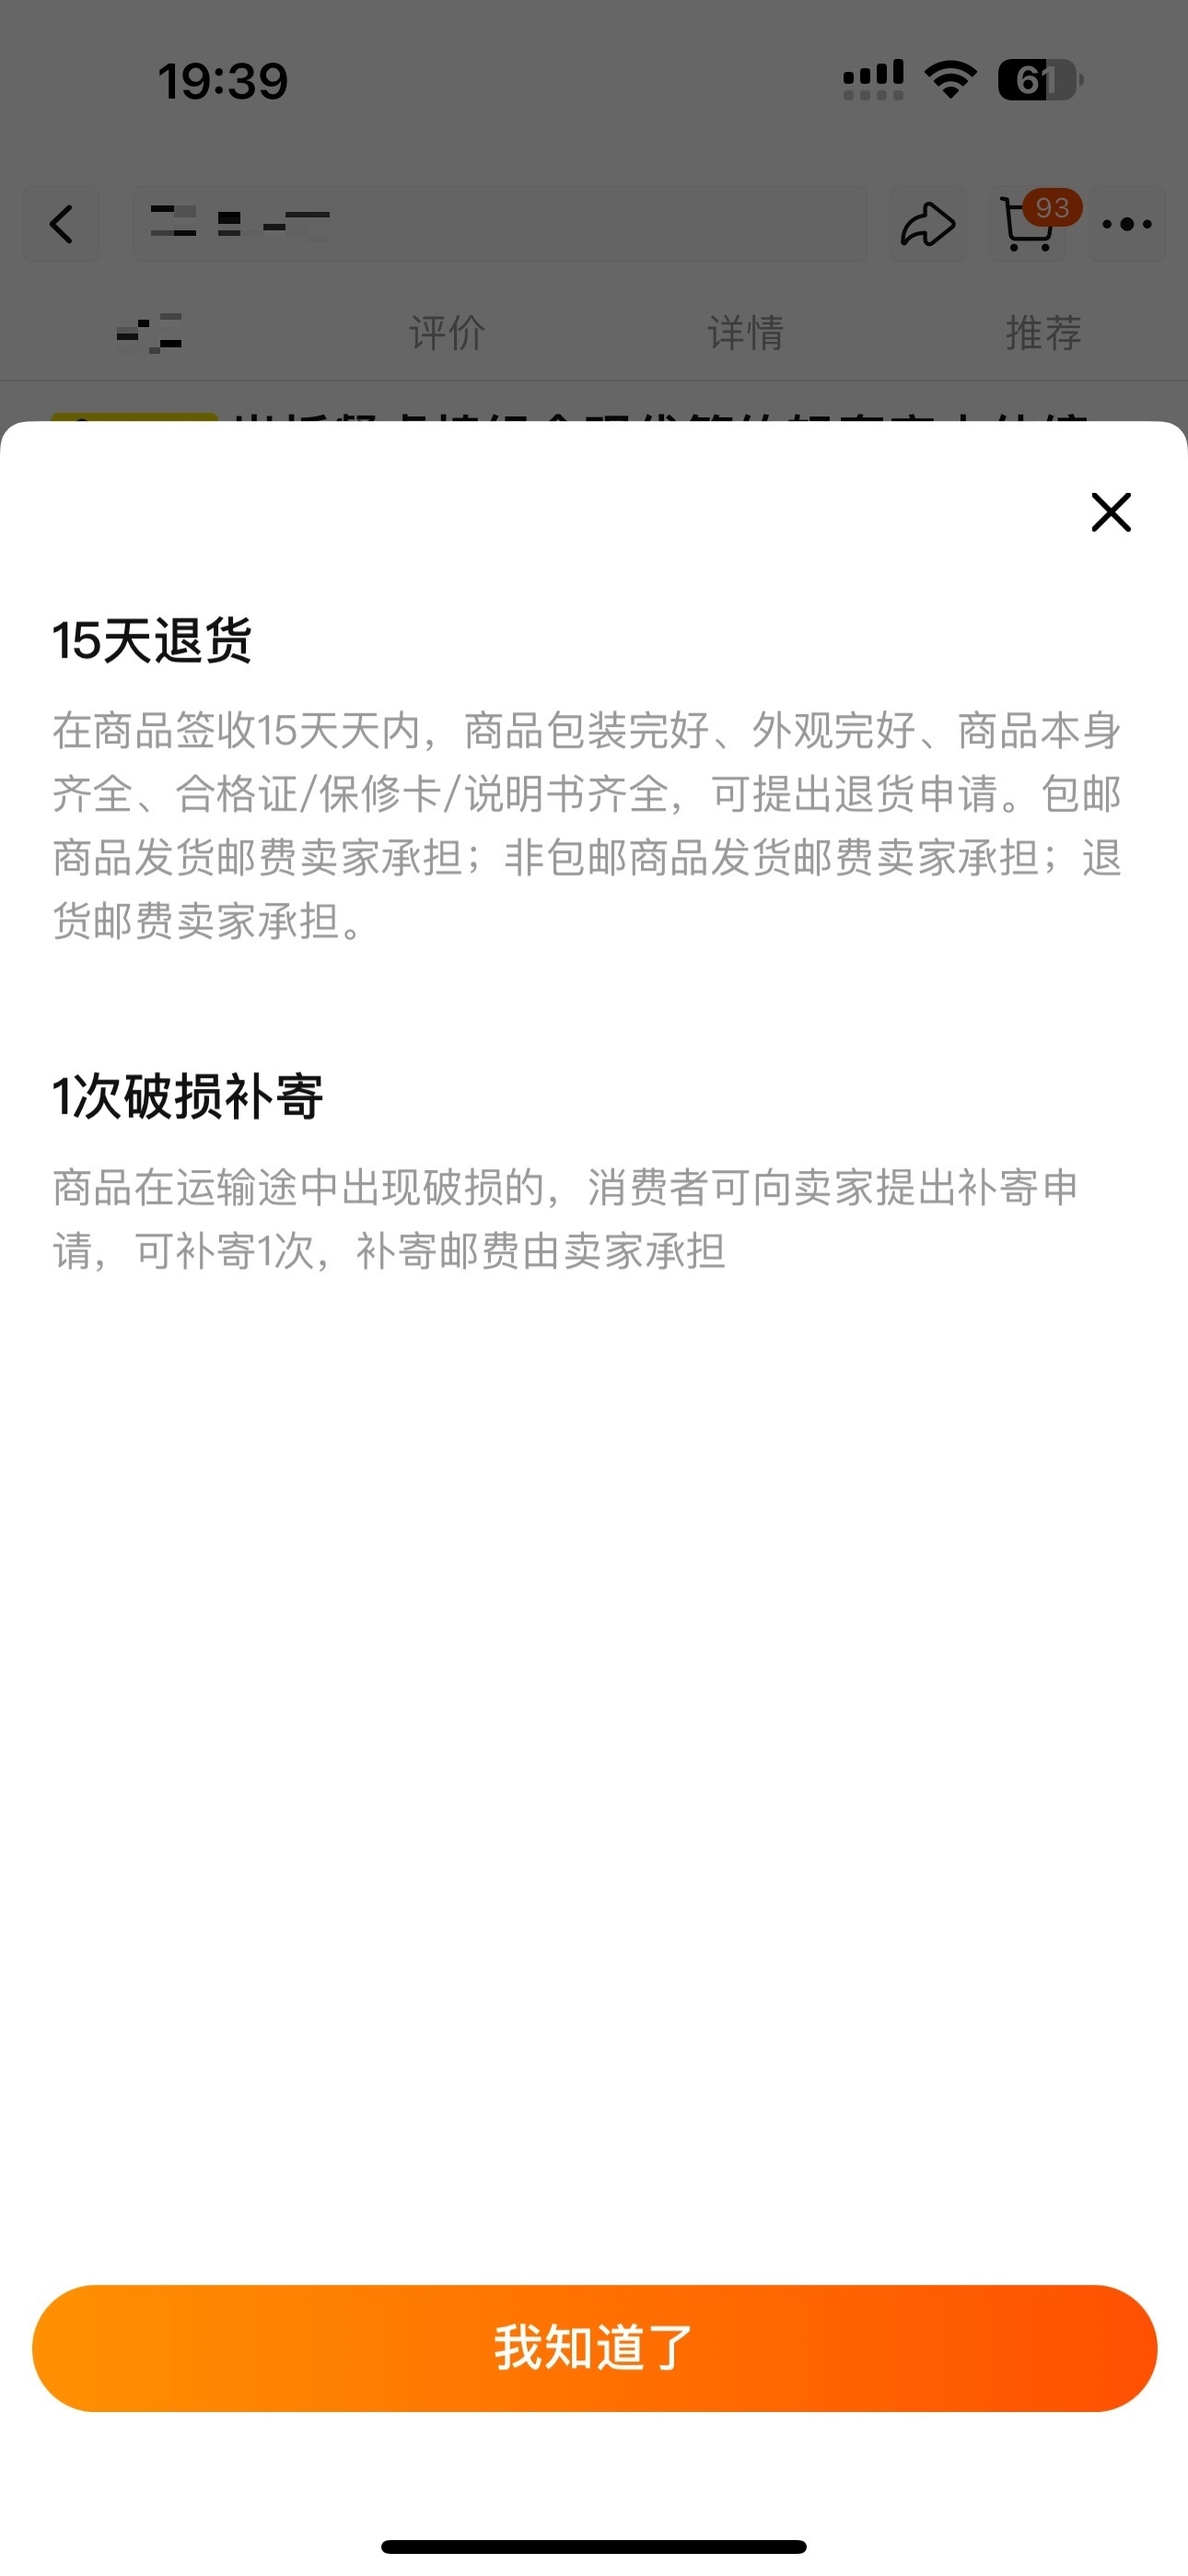 19:39
61
93
评价
详情
推荐
15天退货
在商品签收15天天内，商品包装完好、外观完好、商品本身
齐全、合格证/保修卡/说明书齐全，可提出退货申请。包邮
商品发货邮费卖家承担；非包邮商品发货邮费卖家承担；退
货邮费卖家承担。
1次破损补寄
商品在运输途中出现破损的，消费者可向卖家提出补寄申
请，可补寄1次，补寄邮费由卖家承担
我知道了